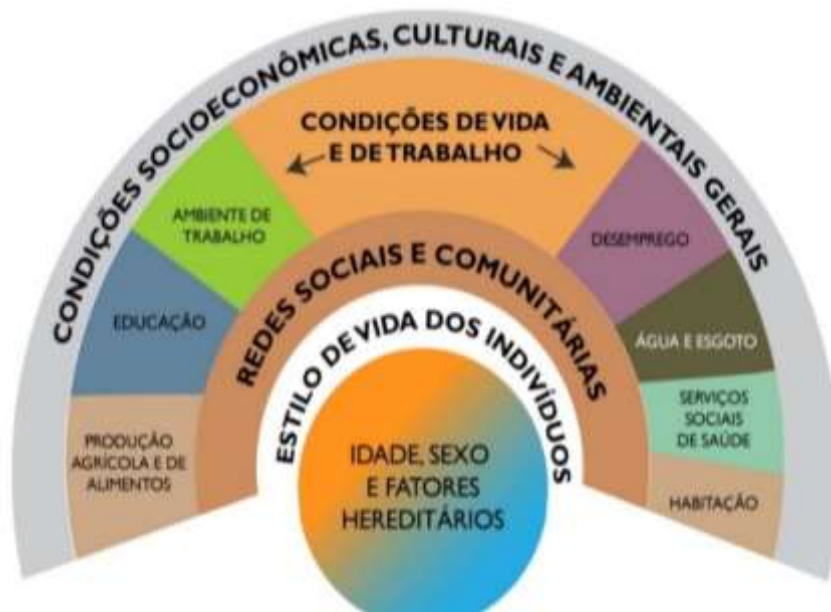 CONDIÇÕES SOCIOECONÔMICAS, CULTURAIS E AMBIENTAIS GERAIS
CONDIÇÕES DE VIDA
E DE TRABALHO
AMBIENTE DE
TRABALHO
DESEMPREGO
EDUCAÇÃO
ÁGUA E ESGOTO
PRODUÇÃO
AGRÍCOLA E DE
ALIMENTOS
SERVIÇOS
SOCIAIS
DE SAÚDE
HABITAÇÃO
REDES SOCIAIS E COMUNITÁRIAS
ESTILO DE VIDA DOS INDIVÍDUOS
IDADE, SEXO
E FATORES
HEREDITÁRIOS